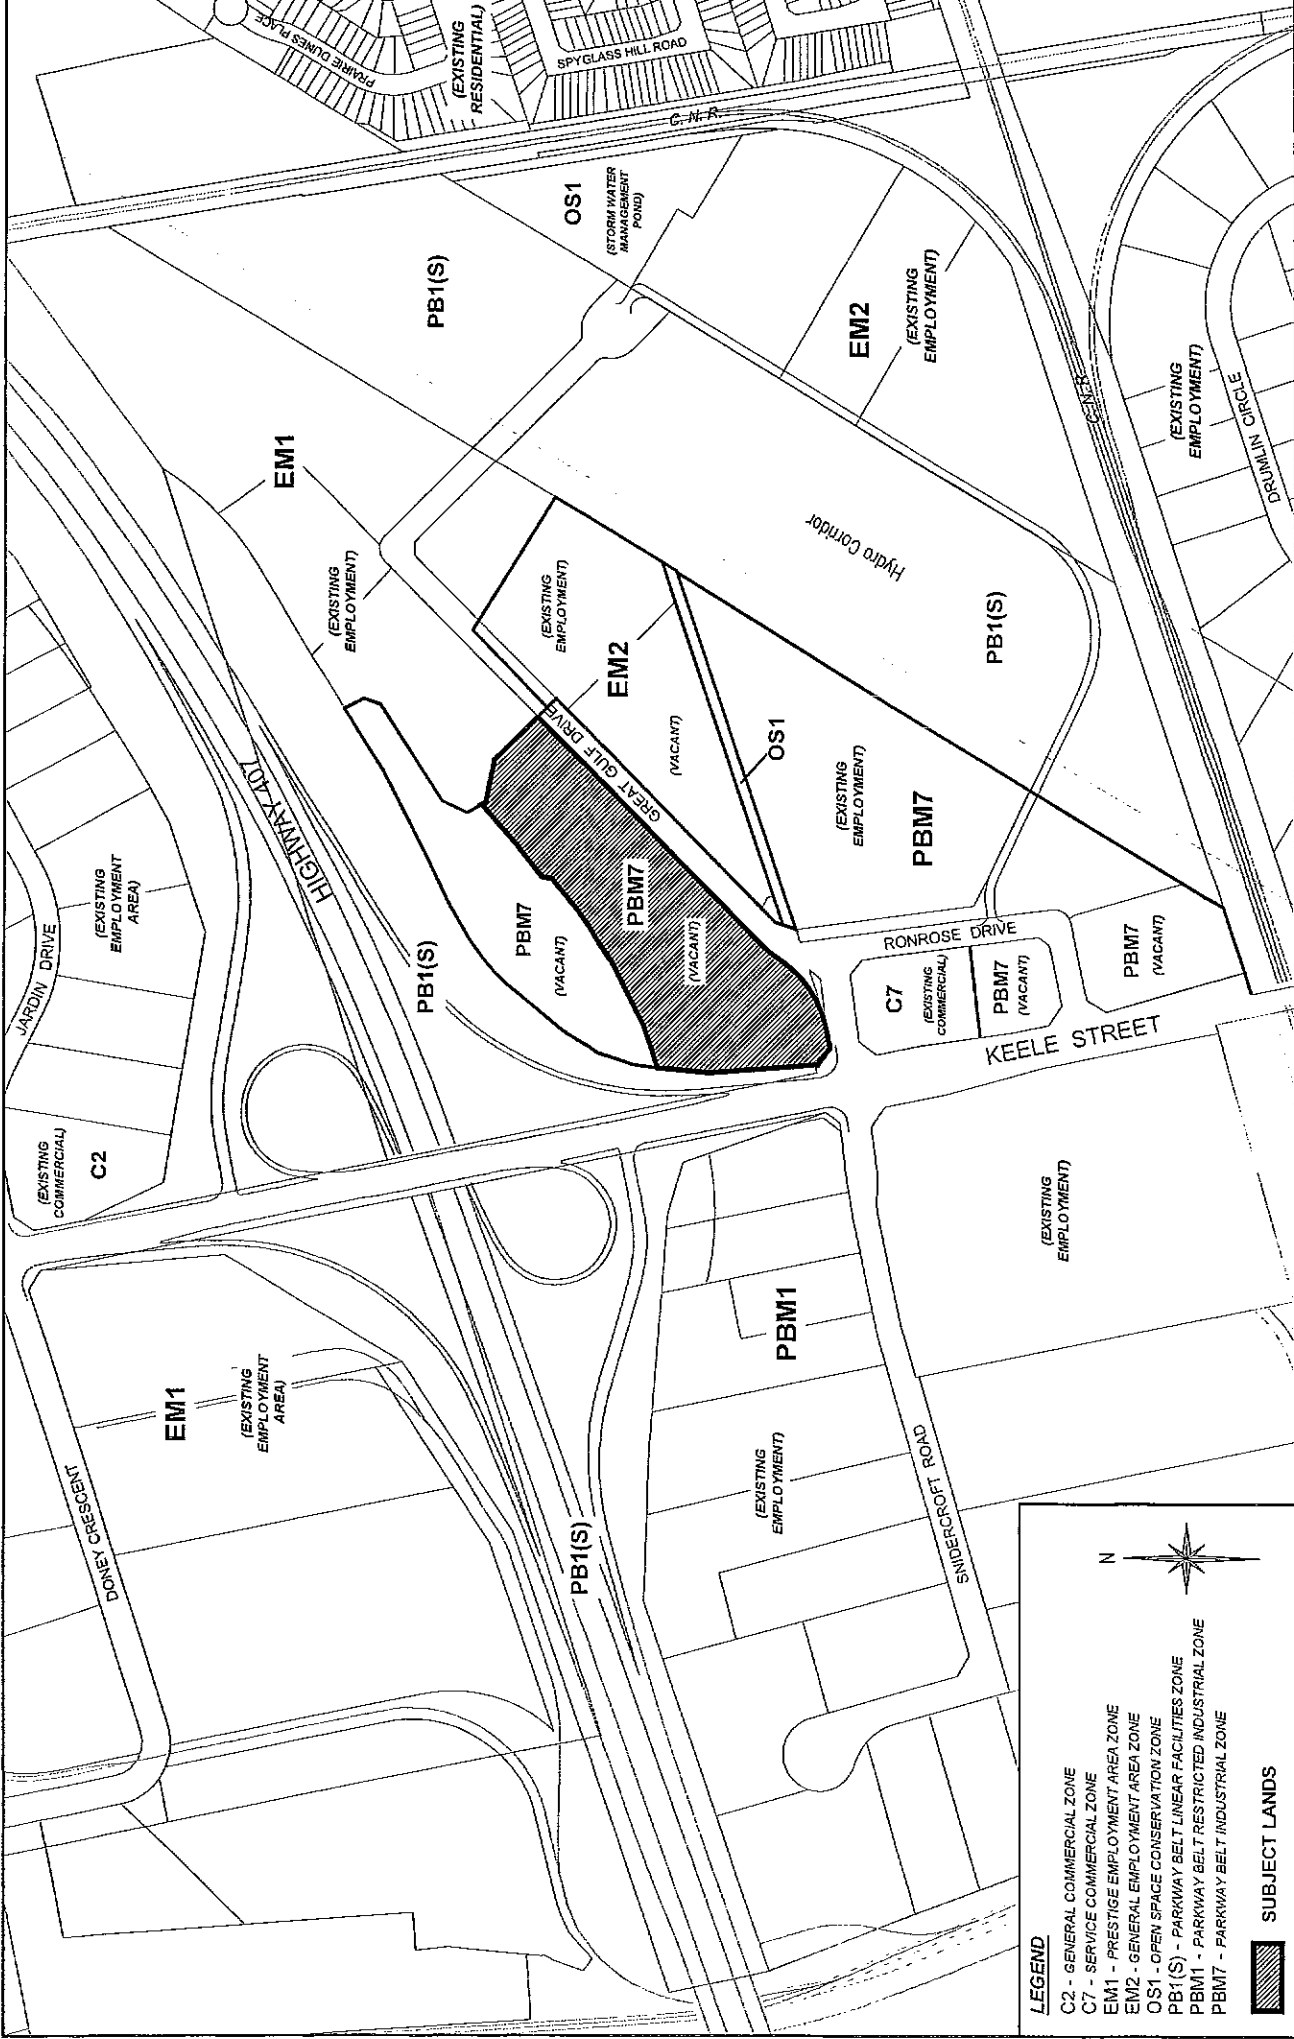 DONEY CRESCENT
EM1
(EXISTING
EMPLOYMENT
AREA)
(EXISTING
COMMERCIAL)
C2
JARDIN DRIVE
(EXISTING
EMPLOYMENT
AREA)
HIGHWAY 407
PB1(S)
PB1(S)
PBM7
(VACANT)
PBM7
(VACANT)
GREAT GULF DRIVE
EM1
(EXISTING
EMPLOYMENT)
(EXISTING
EMPLOYMENT)
EM2
(VACANT)
OS1
(EXISTING
EMPLOYMENT)
PBM7
PB1(S)
OS1
(STORM WATER
MANAGEMENT
POND)
PRAIRIE DUNES PLACE
(EXISTING
RESIDENTIAL)
SPYGLASS HILL ROAD
C.N.R.
EM2
(EXISTING
EMPLOYMENT)
Hydro Corridor
PB1(S)
C.N.R.
(EXISTING
EMPLOYMENT)
DRUMLIN CIRCLE
RONROSE DRIVE
C7
(EXISTING
COMMERCIAL)
PBM7
(VACANT)
PBM7
(VACANT)
KEELE STREET
PBM1
(EXISTING
EMPLOYMENT)
(EXISTING
EMPLOYMENT)
SNIDERCROFT ROAD
N
LEGEND
C2 - GENERAL COMMERCIAL ZONE
C7 - SERVICE COMMERCIAL ZONE
EM1 - PRESTIGE EMPLOYMENT AREA ZONE
EM2 - GENERAL EMPLOYMENT AREA ZONE
OS1 - OPEN SPACE CONSERVATION ZONE
PB1(S) - PARKWAY BELT LINEAR FACILITIES ZONE
PBM1 - PARKWAY BELT RESTRICTED INDUSTRIAL ZONE
PBM7 - PARKWAY BELT INDUSTRIAL ZONE
SUBJECT LANDS